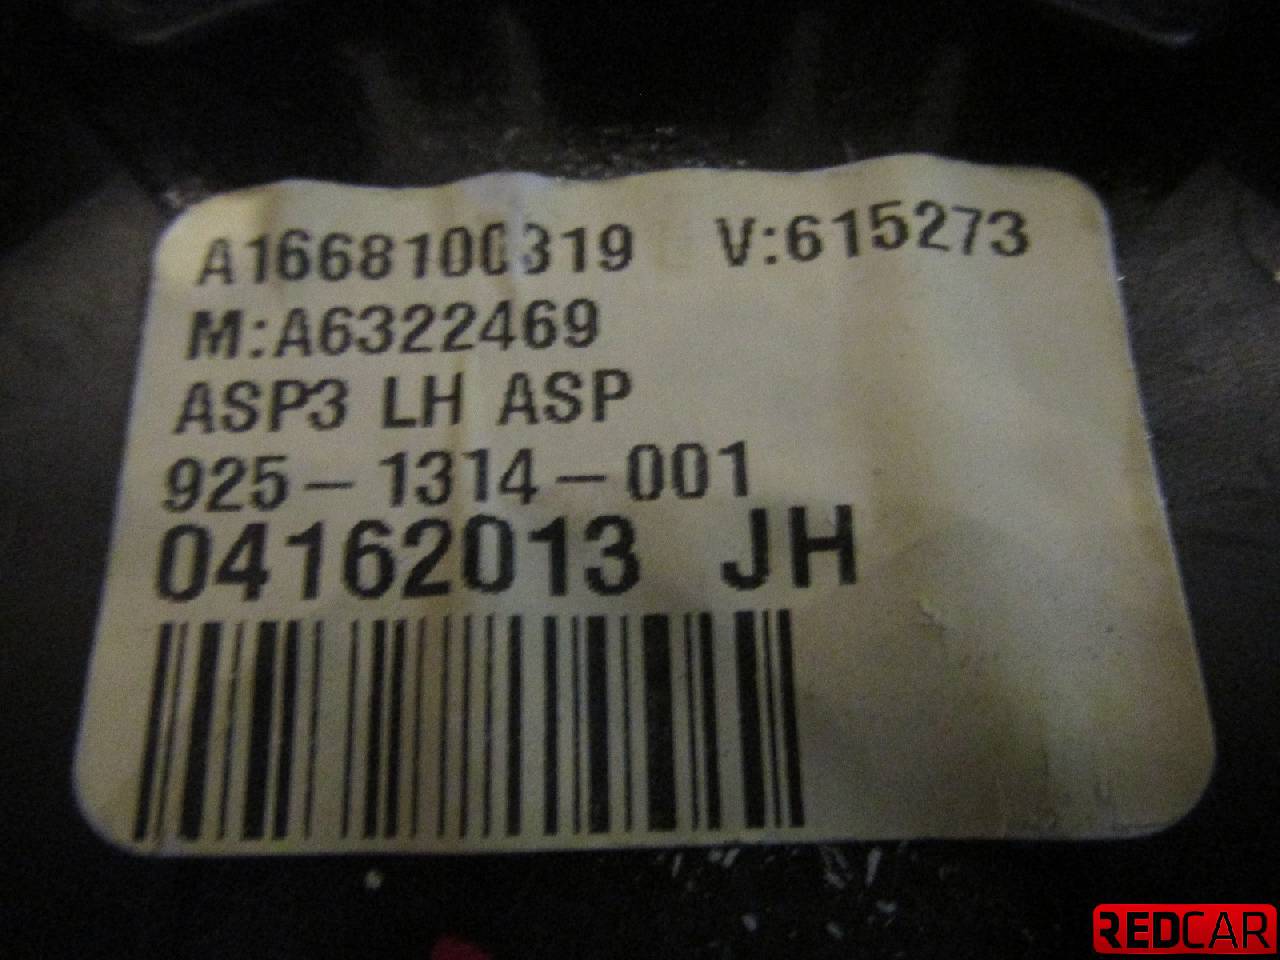 A1668100319 V:615273
M:A6322469
ASP3 LH ASP
925-1314-001
04162013 JH
REDCAR